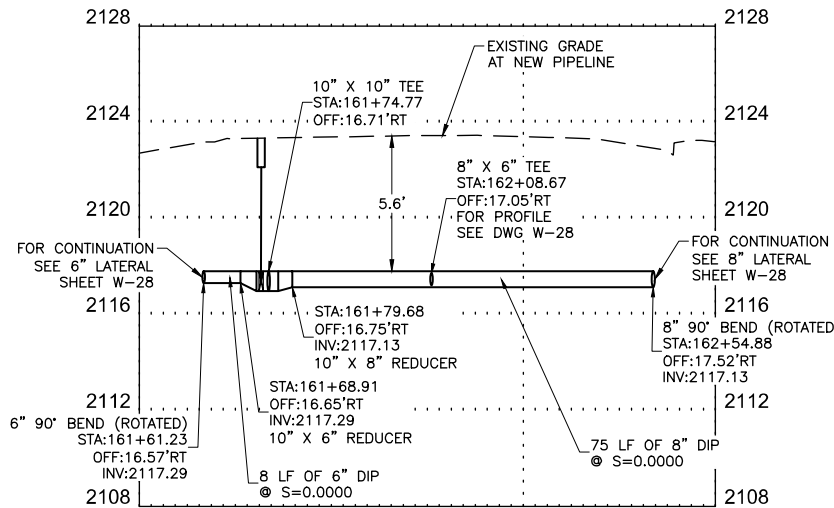 2128
2128
EXISTING GRADE
AT NEW PIPELINE
10" X 10" TEE
STA:161+74.77
OFF:16.71'RT
2124
2124
8" X 6" TEE
STA:162+08.67
OFF:17.05'RT
FOR PROFILE
SEE DWG W-28
5.6'
2120
2120
FOR CONTINUATION
SEE 6" LATERAL
SHEET W-28
FOR CONTINUATION
SEE 8" LATERAL
SHEET W-28
2116
2116
STA:161+79.68
OFF:16.75'RT
INV:2117.13
10" X 8" REDUCER
8" 90° BEND (ROTATED
STA:162+54.88
OFF:17.52'RT
INV:2117.13
STA:161+68.91
OFF:16.65'RT
INV:2117.29
10" X 6" REDUCER
2112
2112
6" 90° BEND (ROTATED)
STA:161+61.23
OFF:16.57'RT
INV:2117.29
75 LF OF 8" DIP
@ S=0.0000
8 LF OF 6" DIP
@ S=0.0000
2108
2108